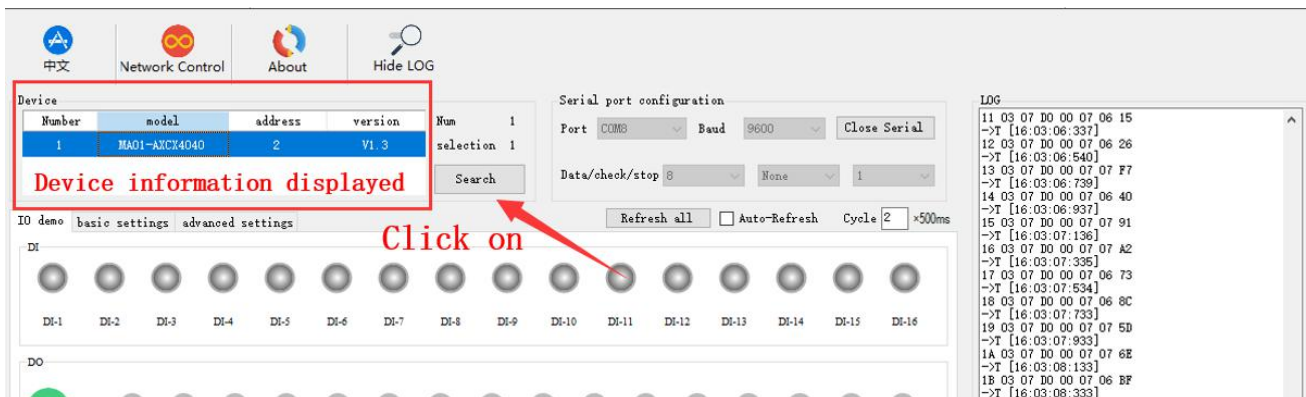 中文 Network Control About Hide LOG
Device
Number model address version
1 MA01-AXCX4040 2 V1.3
Device information displayed
Num 1
selection 1
Search
Serial port configuration
Port COM8 Baud 9600 Close Serial
Data/check/stop 8 None 1
IO demo basic settings advanced settings
Refresh all Auto-Refresh Cycle 2 ×500ms
Click on
DI
DI-1 DI-2 DI-3 DI-4 DI-5 DI-6 DI-7 DI-8 DI-9 DI-10 DI-11 DI-12 DI-13 DI-14 DI-15 DI-16
DO
LOG
11 03 07 D0 00 07 06 15
->T [16:03:06:337]
12 03 07 D0 00 07 06 26
->T [16:03:06:540]
13 03 07 D0 00 07 07 F7
->T [16:03:06:739]
14 03 07 D0 00 07 06 40
->T [16:03:06:937]
15 03 07 D0 00 07 07 91
->T [16:03:07:136]
16 03 07 D0 00 07 07 A2
->T [16:03:07:335]
17 03 07 D0 00 07 06 73
->T [16:03:07:534]
18 03 07 D0 00 07 06 8C
->T [16:03:07:733]
19 03 07 D0 00 07 07 5D
->T [16:03:07:933]
1A 03 07 D0 00 07 07 6E
->T [16:03:08:133]
1B 03 07 D0 00 07 06 BF
->T [16:03:08:333]